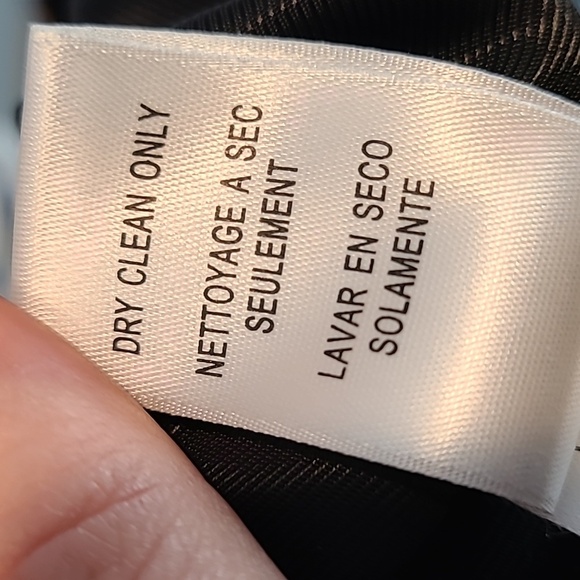 DRY CLEAN ONLY
NETTOYAGE A SEC
SEULEMENT
LAVAR EN SECO
SOLAMENTE